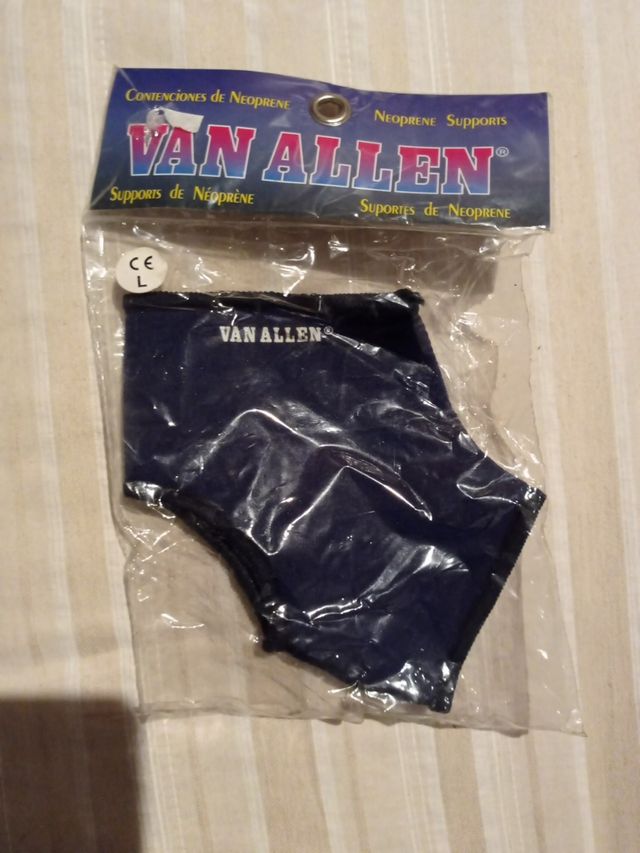 Contenciones de Neoprene
Neoprene Supports
VAN ALLEN®
Supports de Néoprène
Suportes de Neoprene
CE
L
VAN ALLEN®